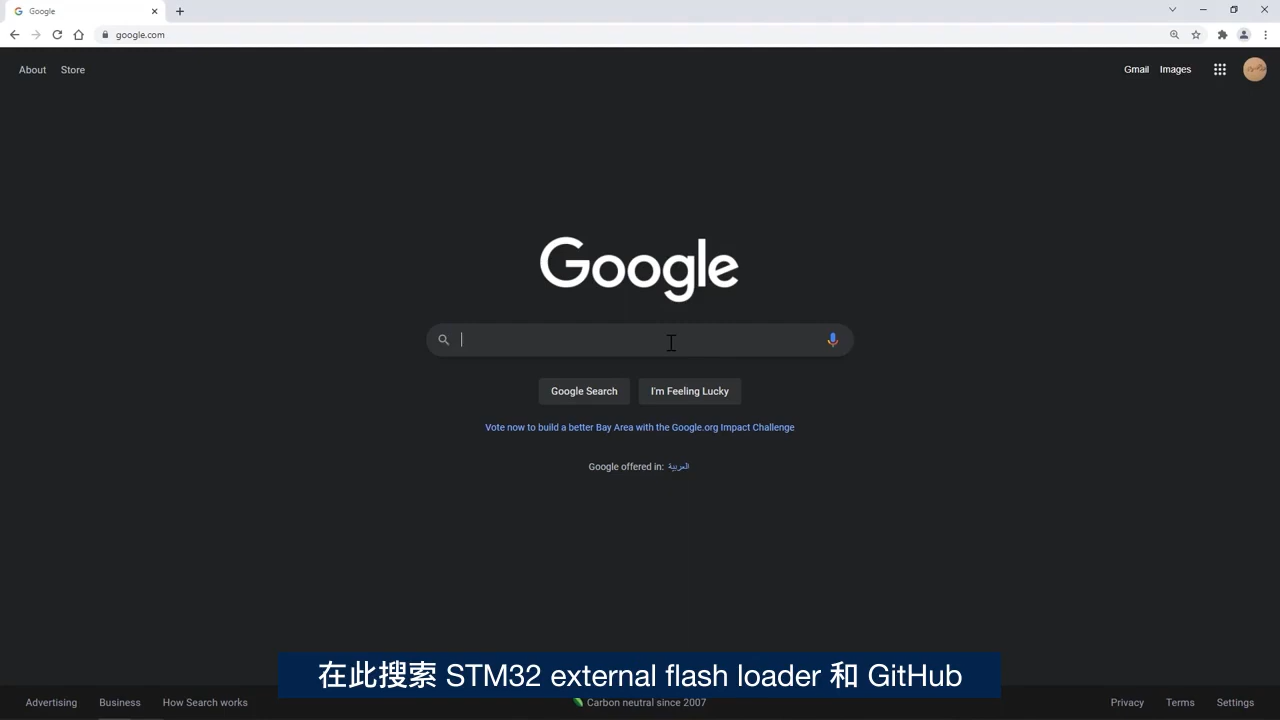 Google
google.com
About Store
Gmail Images
Google
Google Search I'm Feeling Lucky
Vote now to build a better Bay Area with the Google.org Impact Challenge
Google offered in: العربية
在此搜索 STM32 external flash loader 和 GitHub
Advertising Business How Search works
Carbon neutral since 2007
Privacy Terms Settings